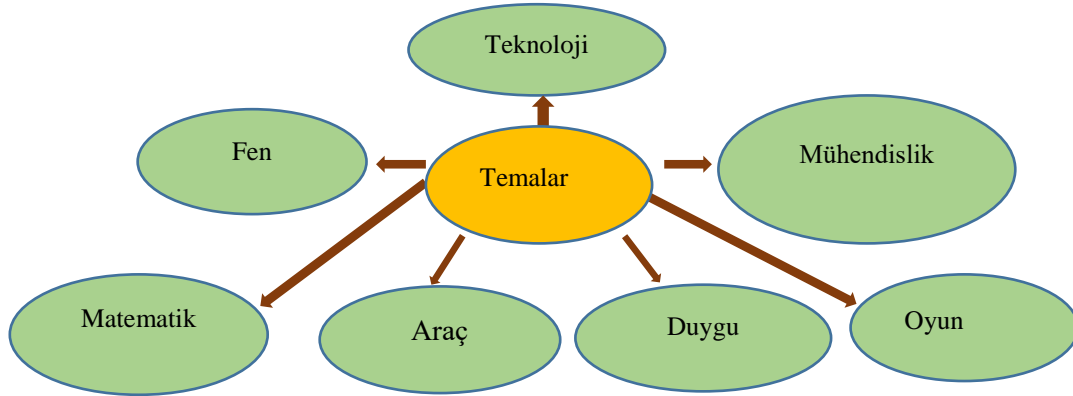 Teknoloji
Fen
Mühendislik
Temalar
Matematik
Araç
Duygu
Oyun